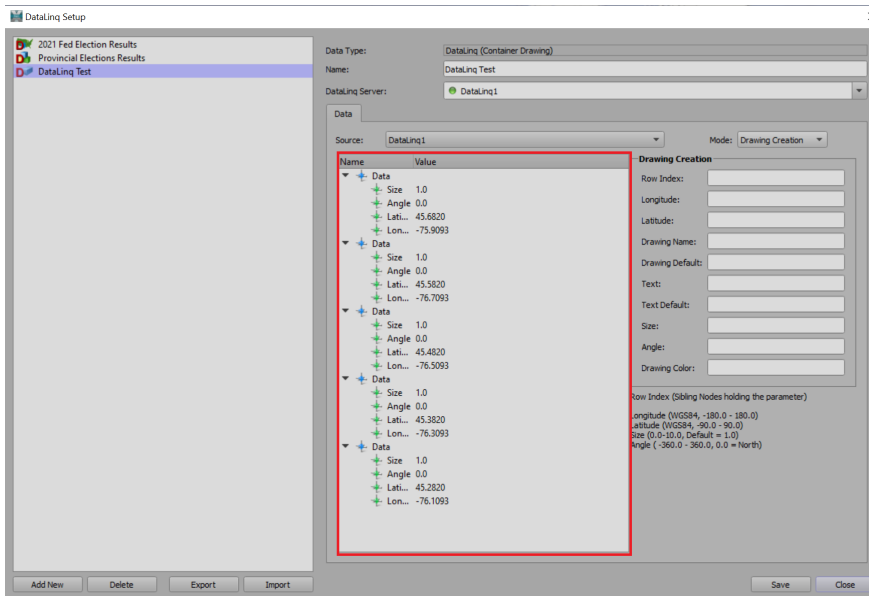 DataLinq Setup
2021 Fed Election Results
Provincial Elections Results
DataLinq Test
Data Type: DataLinq (Container Drawing)
Name: DataLinq Test
DataLinq Server: DataLinq1
Data
Source: DataLinq1 Mode: Drawing Creation
Name Value
Data
Size 1.0
Angle 0.0
Lati... 45.6820
Lon... -75.9093
Data
Size 1.0
Angle 0.0
Lati... 45.5820
Lon... -76.7093
Data
Size 1.0
Angle 0.0
Lati... 45.4820
Lon... -76.5093
Data
Size 1.0
Angle 0.0
Lati... 45.3820
Lon... -76.3093
Data
Size 1.0
Angle 0.0
Lati... 45.2820
Lon... -76.1093
Drawing Creation
Row Index:
Longitude:
Latitude:
Drawing Name:
Drawing Default:
Text:
Text Default:
Size:
Angle:
Drawing Color:
Row Index (Sibling Nodes holding the parameter)
Longitude (WGS84, -180.0 - 180.0)
Latitude (WGS84, -90.0 - 90.0)
Size (0.0-10.0, Default = 1.0)
Angle ( -360.0 - 360.0, 0.0 = North)
Add New Delete Export Import Save Close